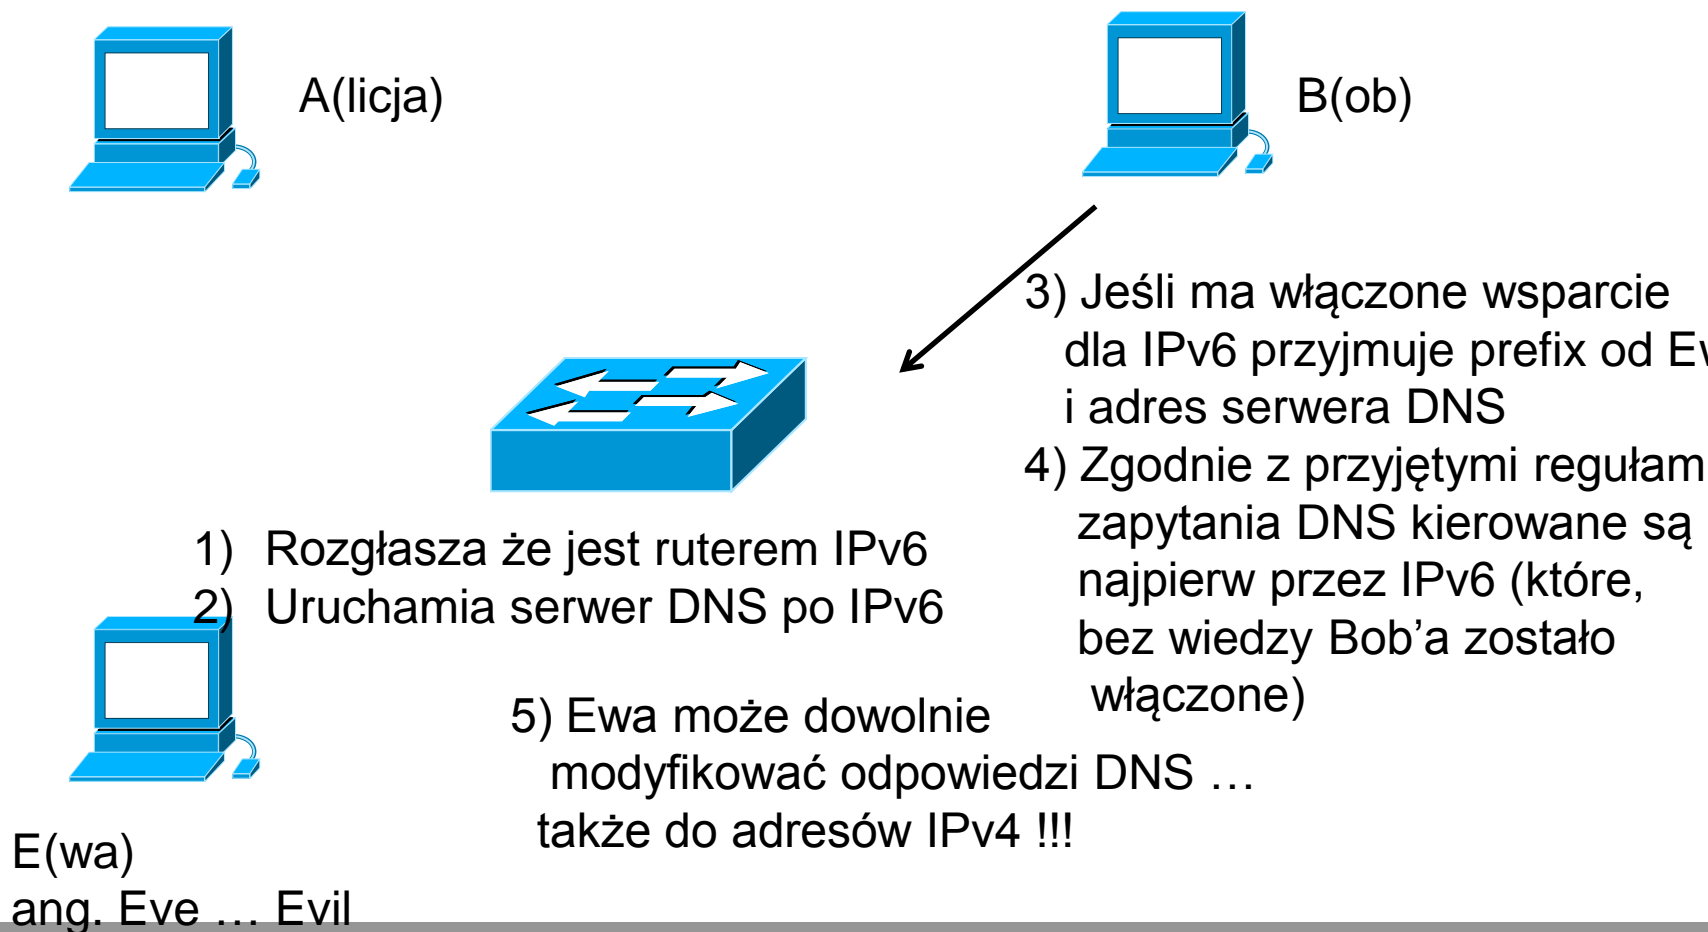 A(licja)
B(ob)
3) Jeśli ma włączone wsparcie
dla IPv6 przyjmuje prefix od
i adres serwera DNS
4) Zgodnie z przyjętymi regułam
zapytania DNS kierowane są
najpierw przez IPv6 (które,
bez wiedzy Bob’a zostało
włączone)
1) Rozgłasza że jest ruterem IPv6
2) Uruchamia serwer DNS po IPv6
5) Ewa może dowolnie
modyfikować odpowiedzi DNS …
także do adresów IPv4 !!!
E(wa)
ang. Eve … Evil